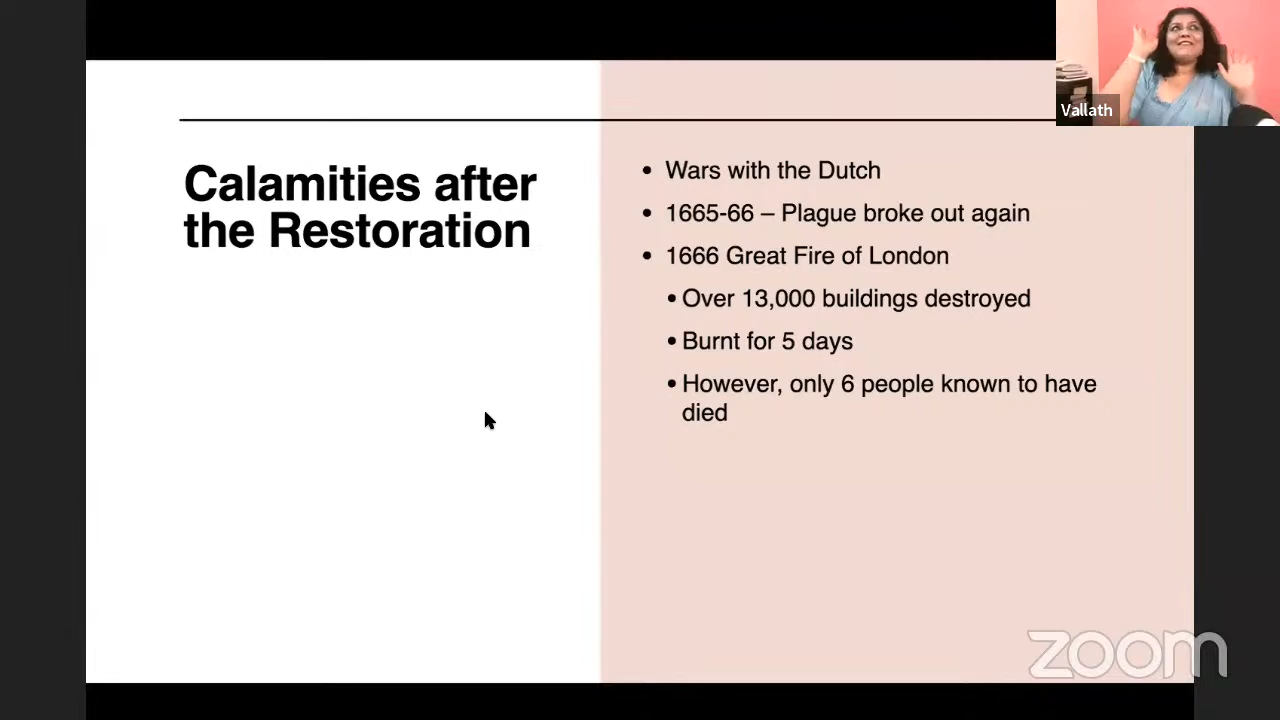 Vallath
Calamities after
the Restoration
• Wars with the Dutch
• 1665-66 – Plague broke out again
• 1666 Great Fire of London
• Over 13,000 buildings destroyed
• Burnt for 5 days
• However, only 6 people known to have
died
zoom